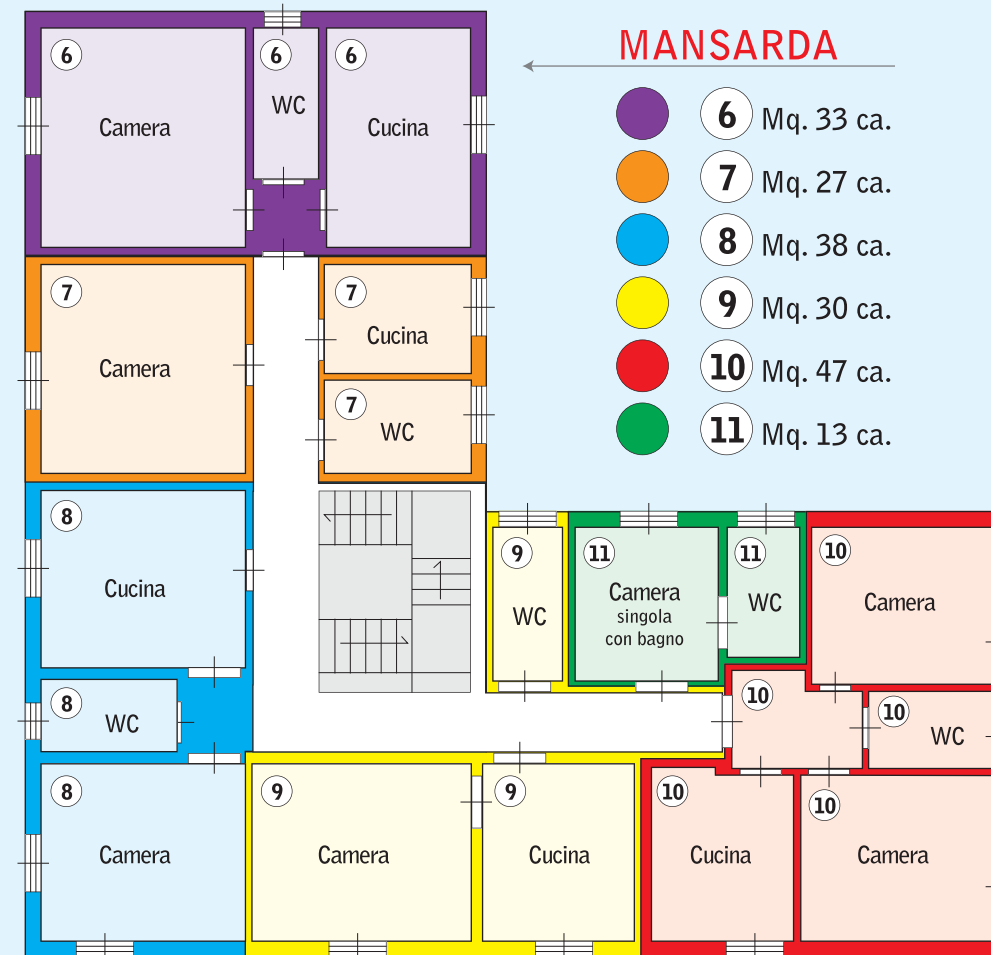 MANSARDA
6 Mq. 33 ca.
7 Mq. 27 ca.
8 Mq. 38 ca.
9 Mq. 30 ca.
10 Mq. 47 ca.
11 Mq. 13 ca.
6
Camera
6
WC
6
Cucina
7
Camera
7
Cucina
7
WC
8
Cucina
8
WC
8
Camera
9
WC
11
Camera
singola
con bagno
11
WC
10
Camera
10
10
WC
9
Camera
9
Cucina
10
Cucina
10
Camera